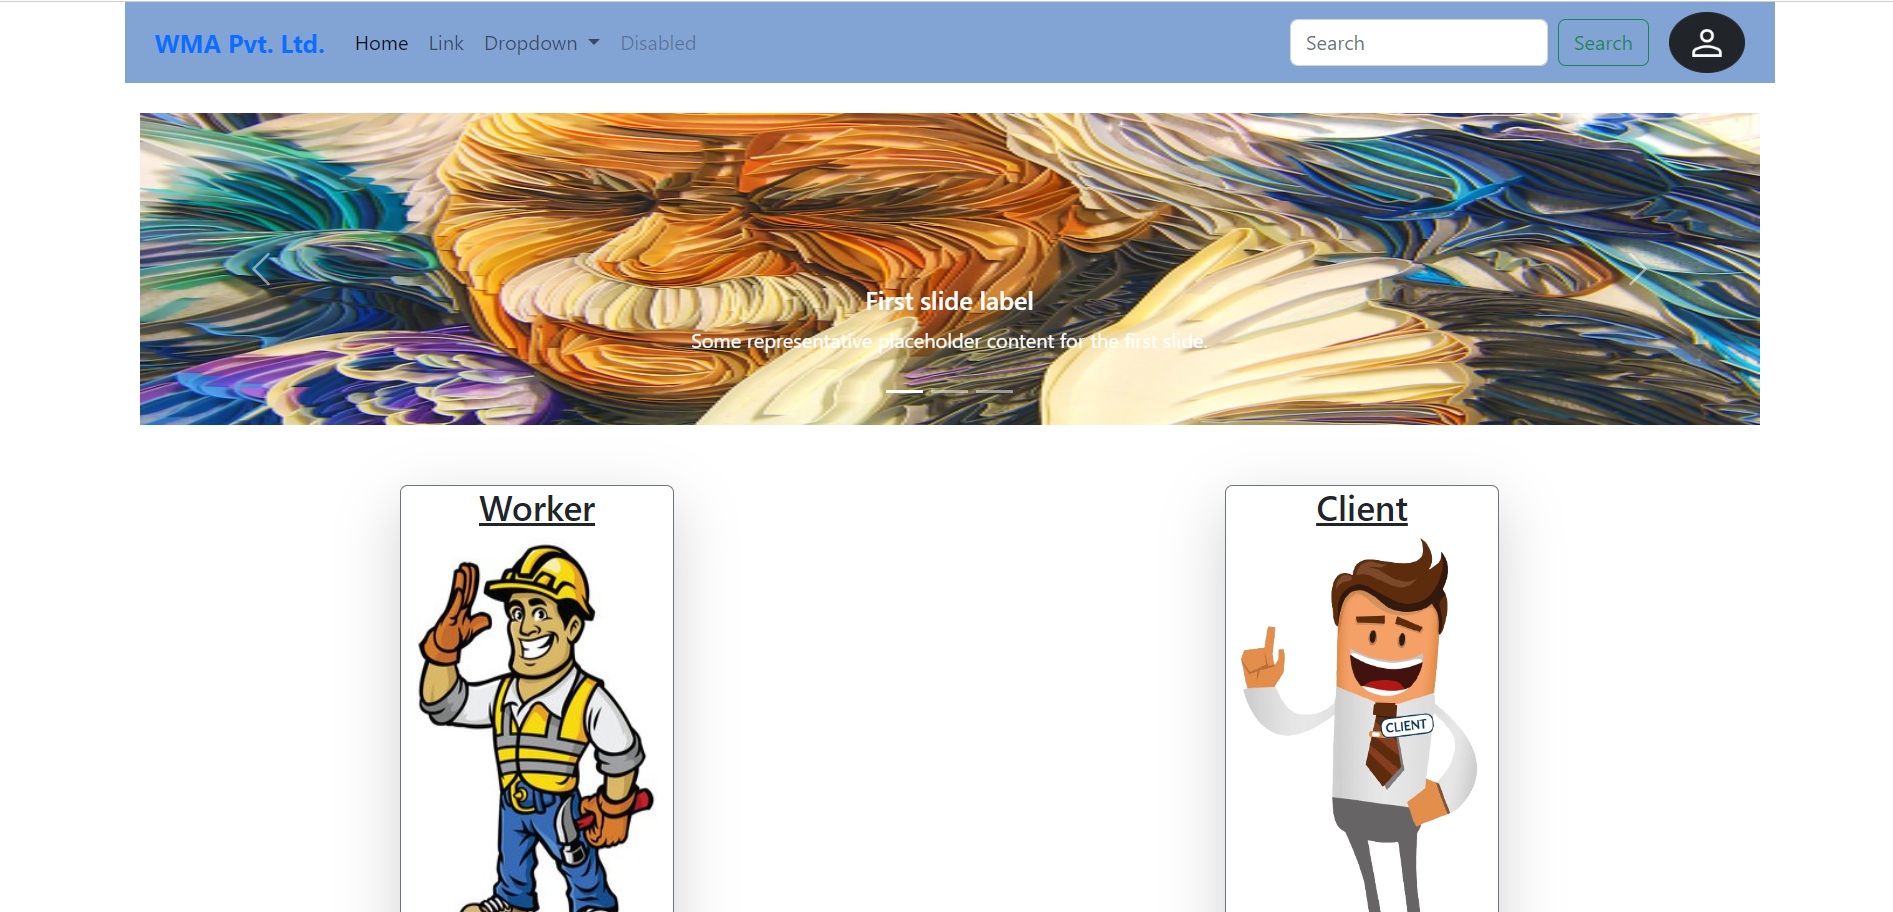 WMA Pvt. Ltd. Home Link Dropdown Disabled Search Search
First slide label
Some representative placeholder content for the first slide.
Worker Client
CLIENT